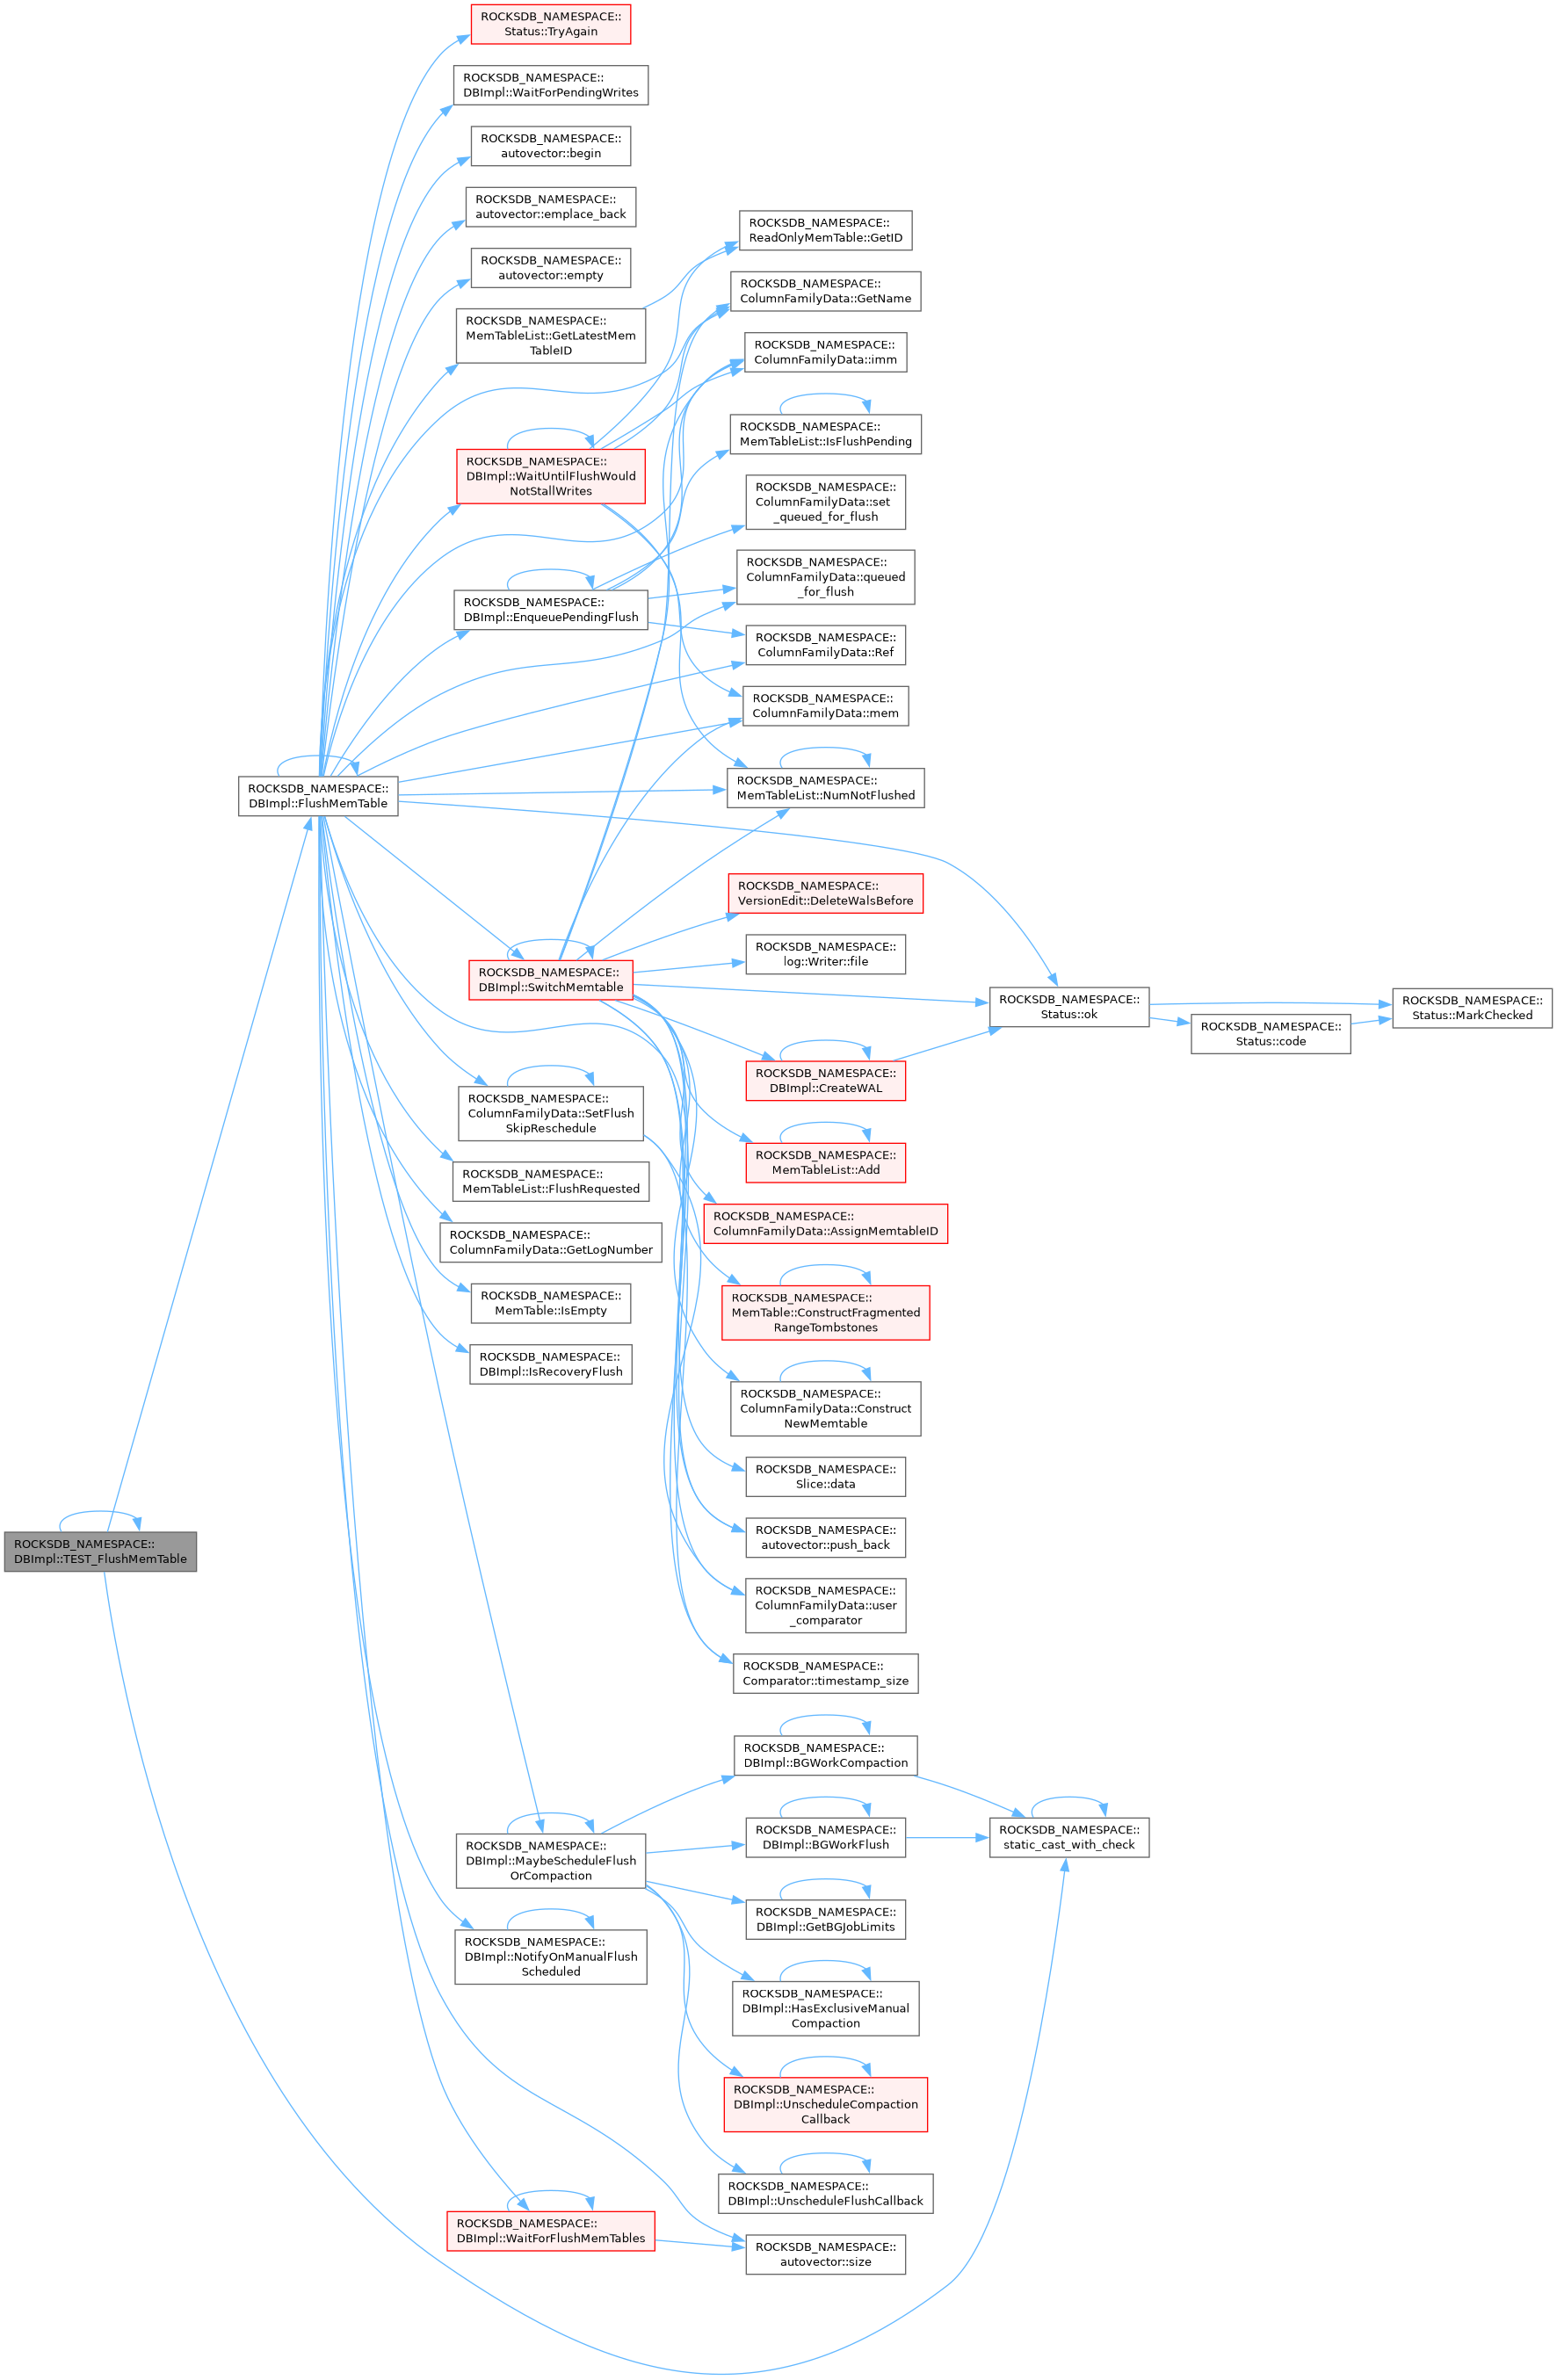 ROCKSDB_NAMESPACE::
Status::TryAgain
ROCKSDB_NAMESPACE::
DBImpl::WaitForPendingWrites
ROCKSDB_NAMESPACE::
autovector::begin
ROCKSDB_NAMESPACE::
autovector::emplace_back
ROCKSDB_NAMESPACE::
autovector::empty
ROCKSDB_NAMESPACE::
MemTableList::GetLatestMem
TableID
ROCKSDB_NAMESPACE::
DBImpl::WaitUntilFlushWould
NotStallWrites
ROCKSDB_NAMESPACE::
DBImpl::EnqueuePendingFlush
ROCKSDB_NAMESPACE::
DBImpl::FlushMemTable
ROCKSDB_NAMESPACE::
DBImpl::SwitchMemtable
ROCKSDB_NAMESPACE::
ColumnFamilyData::SetFlush
SkipReschedule
ROCKSDB_NAMESPACE::
MemTableList::FlushRequested
ROCKSDB_NAMESPACE::
ColumnFamilyData::GetLogNumber
ROCKSDB_NAMESPACE::
MemTable::IsEmpty
ROCKSDB_NAMESPACE::
DBImpl::IsRecoveryFlush
ROCKSDB_NAMESPACE::
DBImpl::TEST_FlushMemTable
ROCKSDB_NAMESPACE::
DBImpl::MaybeScheduleFlush
OrCompaction
ROCKSDB_NAMESPACE::
DBImpl::NotifyOnManualFlush
Scheduled
ROCKSDB_NAMESPACE::
DBImpl::WaitForFlushMemTables
ROCKSDB_NAMESPACE::
ReadOnlyMemTable::GetID
ROCKSDB_NAMESPACE::
ColumnFamilyData::GetName
ROCKSDB_NAMESPACE::
ColumnFamilyData::imm
ROCKSDB_NAMESPACE::
MemTableList::IsFlushPending
ROCKSDB_NAMESPACE::
ColumnFamilyData::set
_queued_for_flush
ROCKSDB_NAMESPACE::
ColumnFamilyData::queued
_for_flush
ROCKSDB_NAMESPACE::
ColumnFamilyData::Ref
ROCKSDB_NAMESPACE::
ColumnFamilyData::mem
ROCKSDB_NAMESPACE::
MemTableList::NumNotFlushed
ROCKSDB_NAMESPACE::
VersionEdit::DeleteWalsBefore
ROCKSDB_NAMESPACE::
log::Writer::file
ROCKSDB_NAMESPACE::
DBImpl::CreateWAL
ROCKSDB_NAMESPACE::
MemTableList::Add
ROCKSDB_NAMESPACE::
ColumnFamilyData::AssignMemtableID
ROCKSDB_NAMESPACE::
MemTable::ConstructFragmented
RangeTombstones
ROCKSDB_NAMESPACE::
ColumnFamilyData::Construct
NewMemtable
ROCKSDB_NAMESPACE::
Slice::data
ROCKSDB_NAMESPACE::
autovector::push_back
ROCKSDB_NAMESPACE::
ColumnFamilyData::user
_comparator
ROCKSDB_NAMESPACE::
Comparator::timestamp_size
ROCKSDB_NAMESPACE::
DBImpl::BGWorkCompaction
ROCKSDB_NAMESPACE::
DBImpl::BGWorkFlush
ROCKSDB_NAMESPACE::
DBImpl::GetBGJobLimits
ROCKSDB_NAMESPACE::
DBImpl::HasExclusiveManual
Compaction
ROCKSDB_NAMESPACE::
DBImpl::UnscheduleCompaction
Callback
ROCKSDB_NAMESPACE::
DBImpl::UnscheduleFlushCallback
ROCKSDB_NAMESPACE::
autovector::size
ROCKSDB_NAMESPACE::
Status::ok
ROCKSDB_NAMESPACE::
static_cast_with_check
ROCKSDB_NAMESPACE::
Status::code
ROCKSDB_NAMESPACE::
Status::MarkChecked